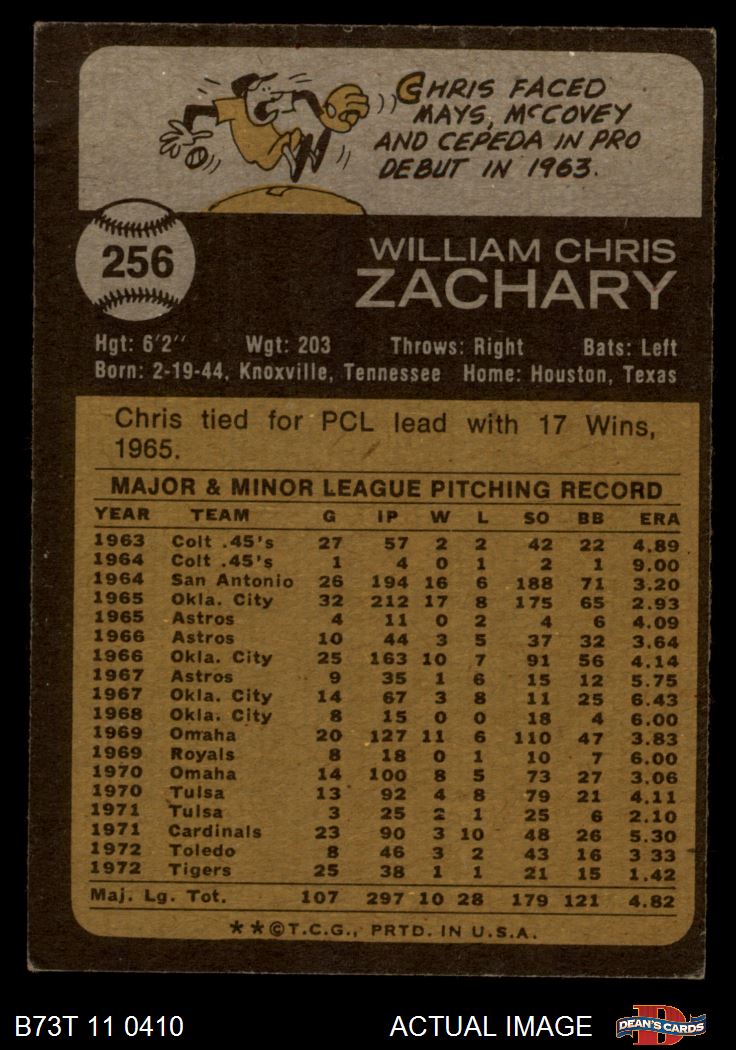 CHRIS FACED
MAYS, McCOVEY
AND CEPEDA IN PRO
DEBUT IN 1963.
256
WILLIAM CHRIS
ZACHARY
Hgt: 6'2" Wgt: 203 Throws: Right Bats: Left
Born: 2-19-44, Knoxville, Tennessee Home: Houston, Texas
Chris tied for PCL lead with 17 Wins,
1965.
MAJOR & MINOR LEAGUE PITCHING RECORD
YEAR TEAM G IP W L SO BB ERA
1963 Colt .45's 27 57 2 2 42 22 4.89
1964 Colt .45's 1 4 0 1 2 1 9.00
1964 San Antonio 26 194 16 6 188 71 3.20
1965 Okla. City 32 212 17 8 175 65 2.93
1965 Astros 4 11 0 2 4 6 4.09
1966 Astros 10 44 3 5 37 32 3.64
1966 Okla. City 25 163 10 7 91 56 4.14
1967 Astros 9 35 1 6 15 12 5.75
1967 Okla. City 14 67 3 8 11 25 6.43
1968 Okla. City 8 15 0 0 18 4 6.00
1969 Omaha 20 127 11 6 110 47 3.83
1969 Royals 8 18 0 1 10 7 6.00
1970 Omaha 14 100 8 5 73 27 3.06
1970 Tulsa 13 92 4 8 79 21 4.11
1971 Tulsa 3 25 2 1 25 6 2.10
1971 Cardinals 23 90 3 10 48 26 5.30
1972 Toledo 8 46 3 2 43 16 3.33
1972 Tigers 25 38 1 1 21 15 1.42
Maj. Lg. Tot. 107 297 10 28 179 121 4.82
**©T.C.G., PRTD. IN U.S.A.
B73T 11 0410 ACTUAL IMAGE
D
DEAN'S CARDS